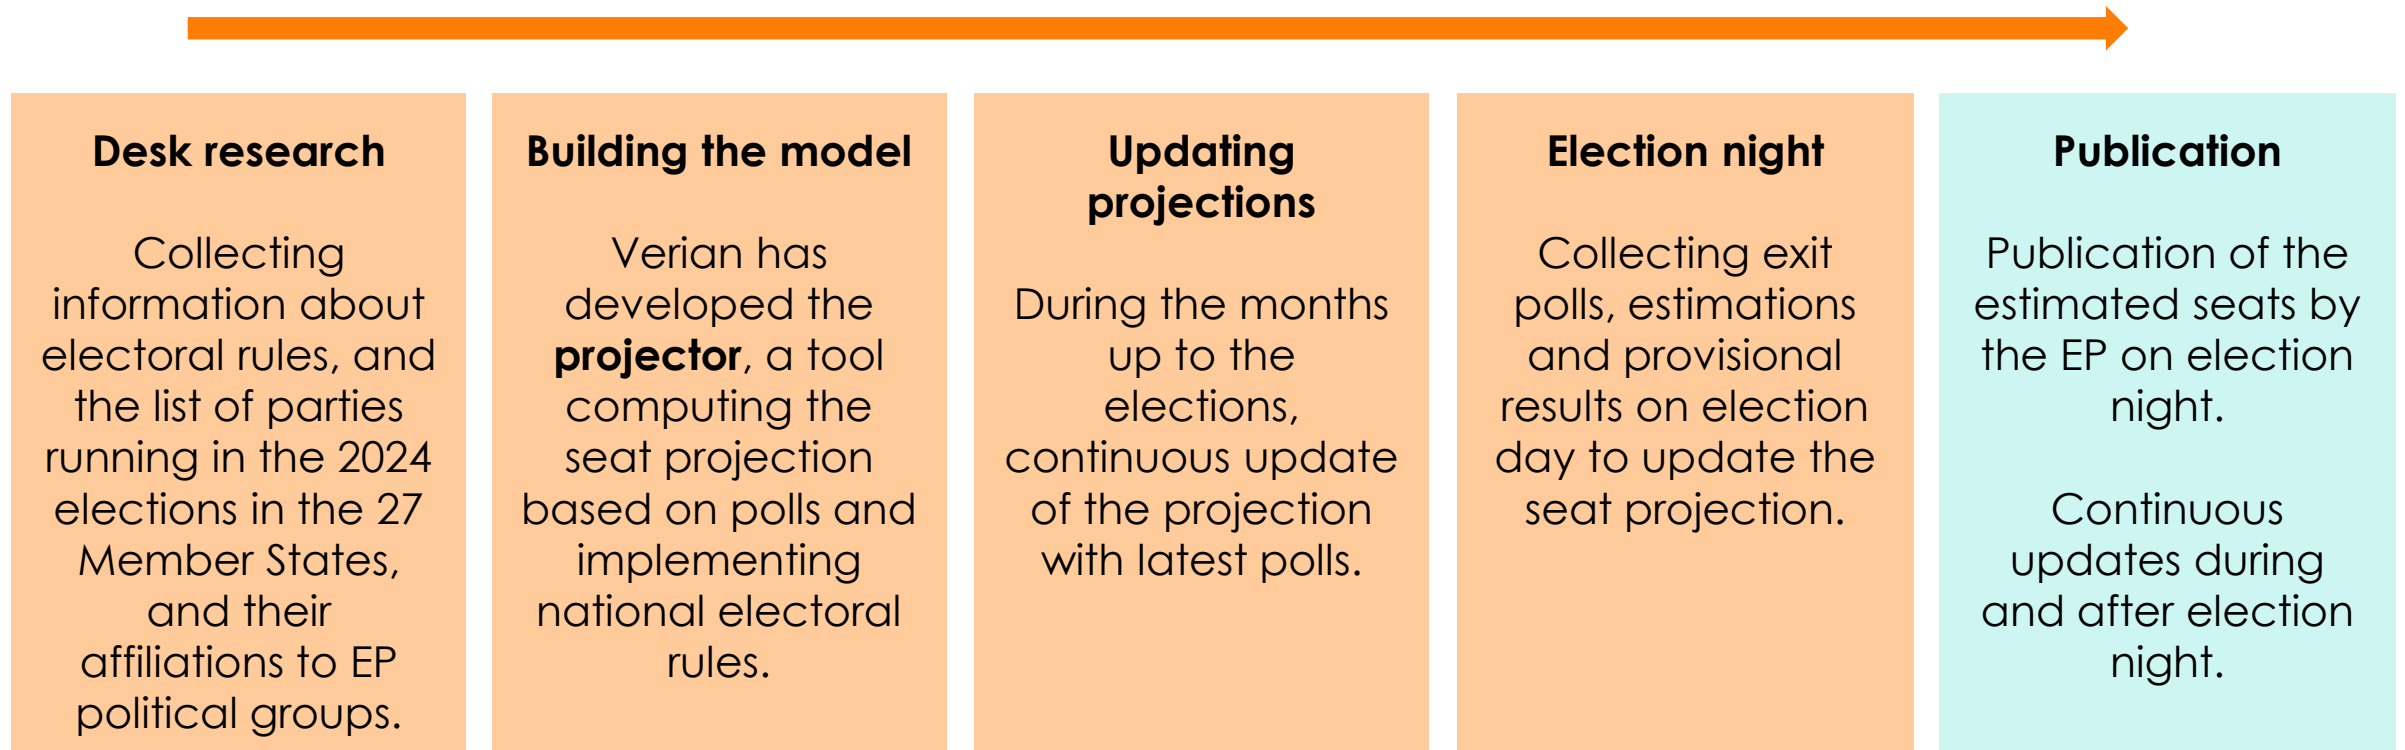 Desk research
Collecting
information about
electoral rules, and
the list of parties
running in the 2024
elections in the 27
Member States,
and their
affiliations to EP
political groups.
Building the model
Verian has
developed the
projector, a tool
computing the
seat projection
based on polls and
implementing
national electoral
rules.
Updating
projections
During the months
up to the
elections,
continuous update
of the projection
with latest polls.
Election night
Collecting exit
polls, estimations
and provisional
results on election
day to update the
seat projection.
Publication
Publication of the
estimated seats by
the EP on election
night.
Continuous
updates during
and after election
night.